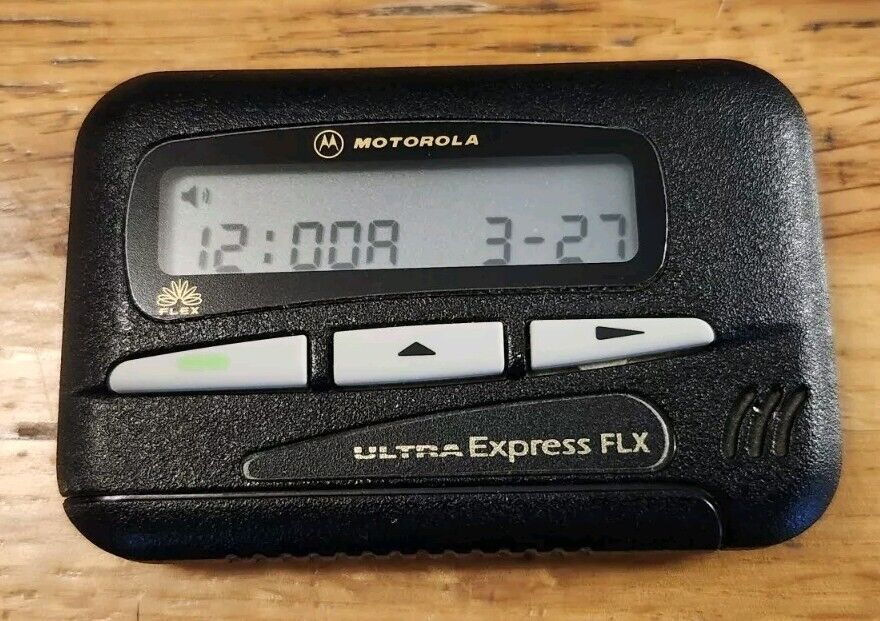 MOTOROLA
12:00A 3-27
FLEX
ULTRA Express FLX